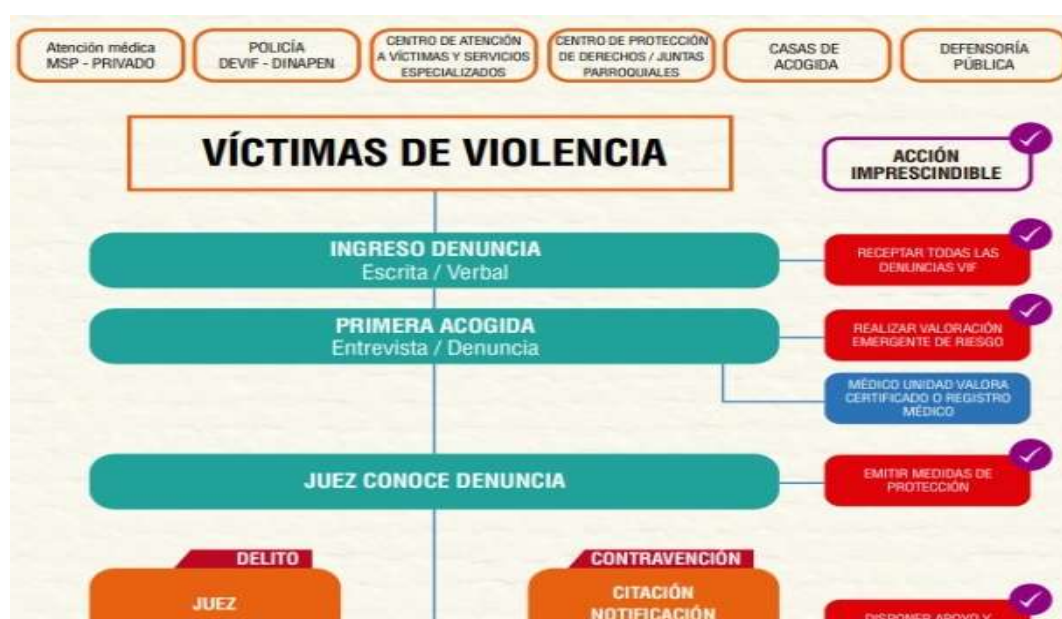 Atención médica
MSP - PRIVADO
POLICÍA
DEVIF - DINAPEN
CENTRO DE ATENCIÓN
A VÍCTIMAS Y SERVICIOS
ESPECIALIZADOS
CENTRO DE PROTECCIÓN
DE DERECHOS / JUNTAS
PARROQUIALES
CASAS DE
ACOGIDA
DEFENSORÍA
PÚBLICA
VÍCTIMAS DE VIOLENCIA
ACCIÓN
IMPRESCINDIBLE
INGRESO DENUNCIA
Escrita / Verbal
RECEPTAR TODAS LAS
DENUNCIAS VIF
PRIMERA ACOGIDA
Entrevista / Denuncia
REALIZAR VALORACIÓN
EMERGENTE DE RIESGO
MÉDICO UNIDAD VALORA
CERTIFICADO O REGISTRO
MÉDICO
JUEZ CONOCE DENUNCIA
EMITIR MEDIDAS DE
PROTECCIÓN
DELITO
JUEZ
CONTRAVENCIÓN
CITACIÓN
NOTIFICACIÓN
DISPONER APOYO Y